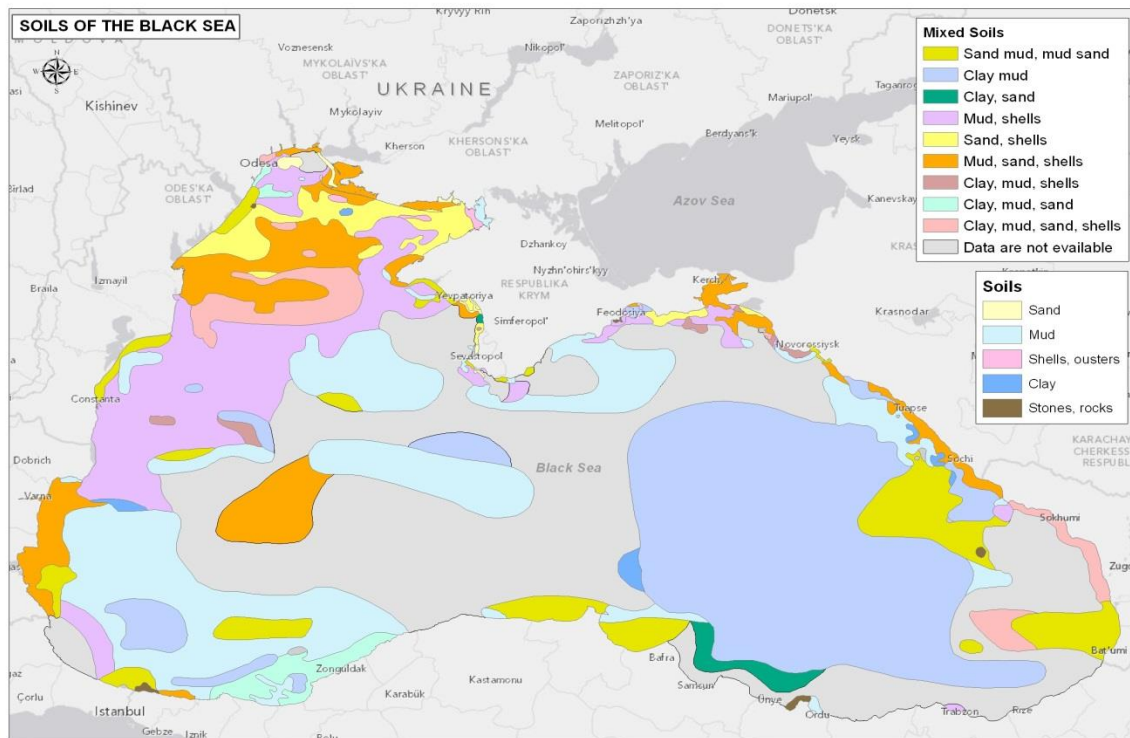 SOILS OF THE BLACK SEA
Kryvyy Rih
Donets'k
Zaporizhzh'ya
DONETS'KA
OBLAST'
Voznesensk
Nikopol'
MYKOLAÏVS'KA
OBLAST'
UKRAINE
ZAPORIZ'KA
OBLAST'
Taganrog
Mariupol'
Kishinev
Mykolayiv
Melitopol'
Berdyans'k
Yeysk
Kherson
KHERSONS'KA
OBLAST'
Odesa
Birlad
ODES'KA
OBLAST'
Azov Sea
Kanevskaya
Dzhankoy
Izmayil
Braila
Nyzhn'ohirs'kyy
RESPUBLIKA
KRYM
Kerch
Yevpatoriya
Simferopol'
Feodosiya
Krasnodar
Sevastopol
Novorossiysk
Constanta
Tuapse
KARACHAY
CHERKESS
RESPUBL
Dobrich
Black Sea
Sochi
Varna
Sokhumi
Zug
Bat'umi
Bafra
Zonguldak
Kastamonu
Karabük
Samsun
Çorlu
Ünye
Ordu
Trabzon
Rize
Istanbul
Gebze
Iznik
N
W
E
S
Mixed Soils
Sand mud, mud sand
Clay mud
Clay, sand
Mud, shells
Sand, shells
Mud, sand, shells
Clay, mud, shells
Clay, mud, sand
Clay, mud, sand, shells
Data are not available
Soils
Sand
Mud
Shells, ousters
Clay
Stones, rocks